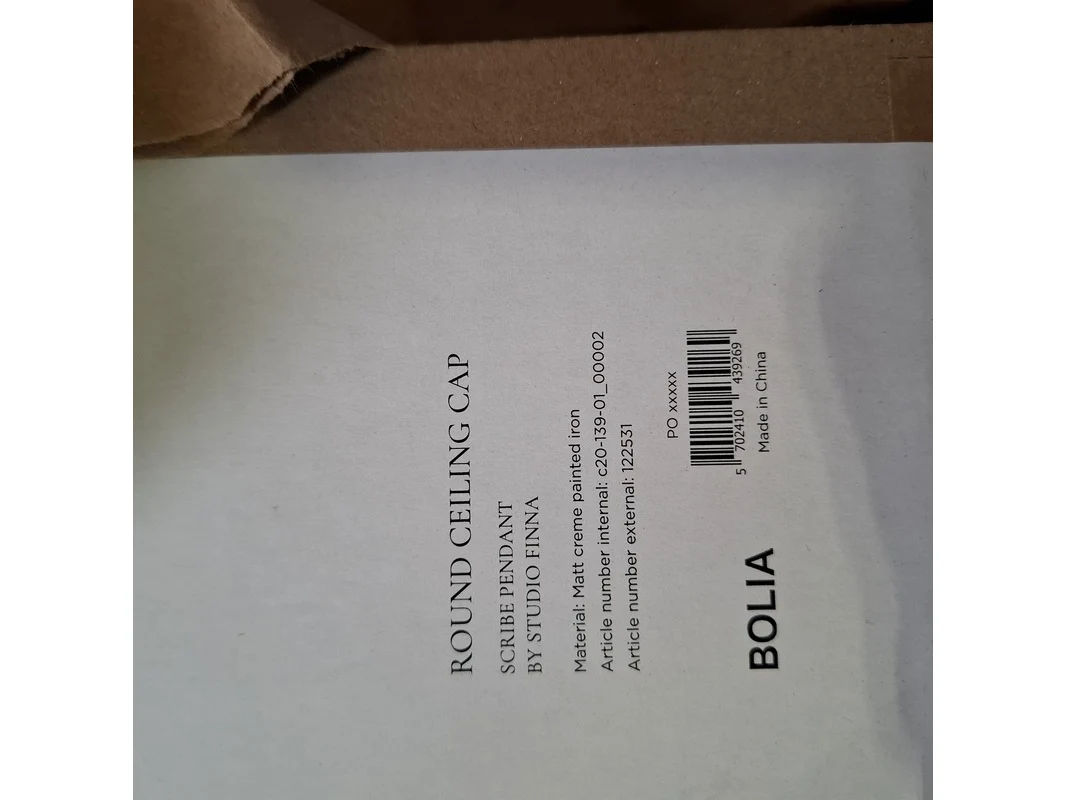 ROUND CEILING CAP
SCRIBE PENDANT
BY STUDIO FINNA
Material: Matt creme painted iron
Article number internal: c20-139-01_00002
Article number external: 122531
PO xxxxx
5 702410 439269
Made in China
BOLIA